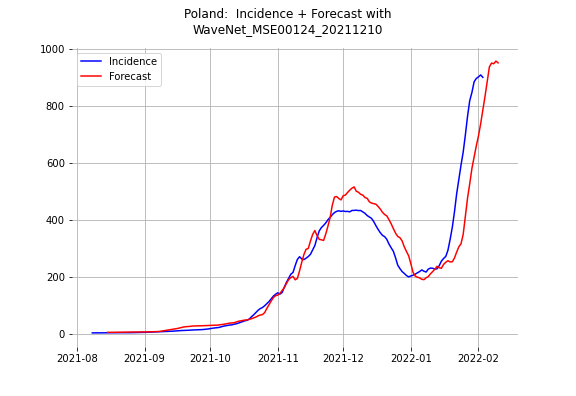 Poland:  Incidence + Forecast with
WaveNet_MSE00124_20211210
1000
800
600
400
200
0
Incidence
Forecast
2021-08 2021-09 2021-10 2021-11 2021-12 2022-01 2022-02